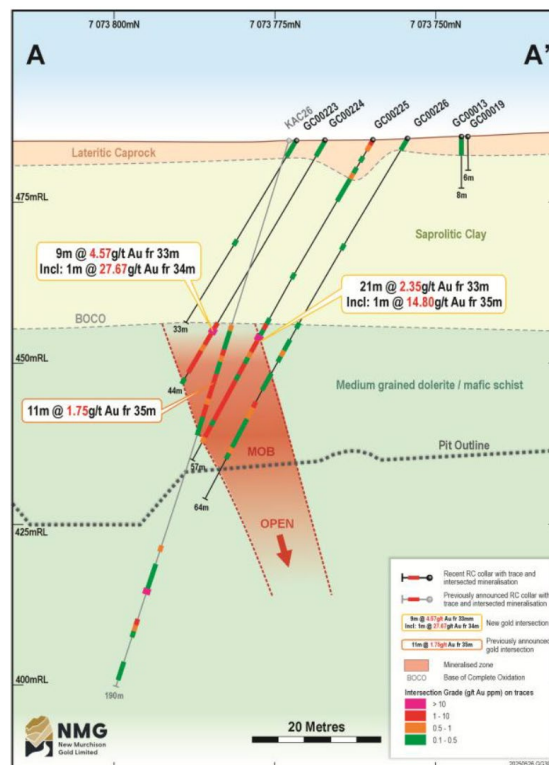 7 073 800mN
7 073 775mN
7 073 750mN
A
A'
KAC26
GC00223
GC00224
GC00225
GC00226
GC00013
GC00019
Lateritic Caprock
6m
8m
475mRL
Saprolitic Clay
9m @ 4.57g/t Au fr 33m
Incl: 1m @ 27.67g/t Au fr 34m
21m @ 2.35g/t Au fr 33m
Incl: 1m @ 14.80g/t Au fr 35m
BOCO
33m
450mRL
44m
Medium grained dolerite / mafic schist
11m @ 1.75g/t Au fr 35m
MOB
Pit Outline
57m
64m
425mRL
OPEN
Recent RC collar with trace and
intersected mineralisation
Previously announced RC collar with
trace and intersected mineralisation
9m @ 4.57g/t Au fr 33mm
Incl: 1m @ 27.67g/t Au fr 34m
New gold intersection
11m @ 1.75g/t Au fr 35m
Previously announced
gold intersection
Mineralised zone
BOCO
Base of Complete Oxidation
Intersection Grade (g/t Au ppm) on traces
> 10
1 - 10
0.5 - 1
0.1 - 0.5
400mRL
190m
NMG
New Murchison
Gold Limited
20 Metres